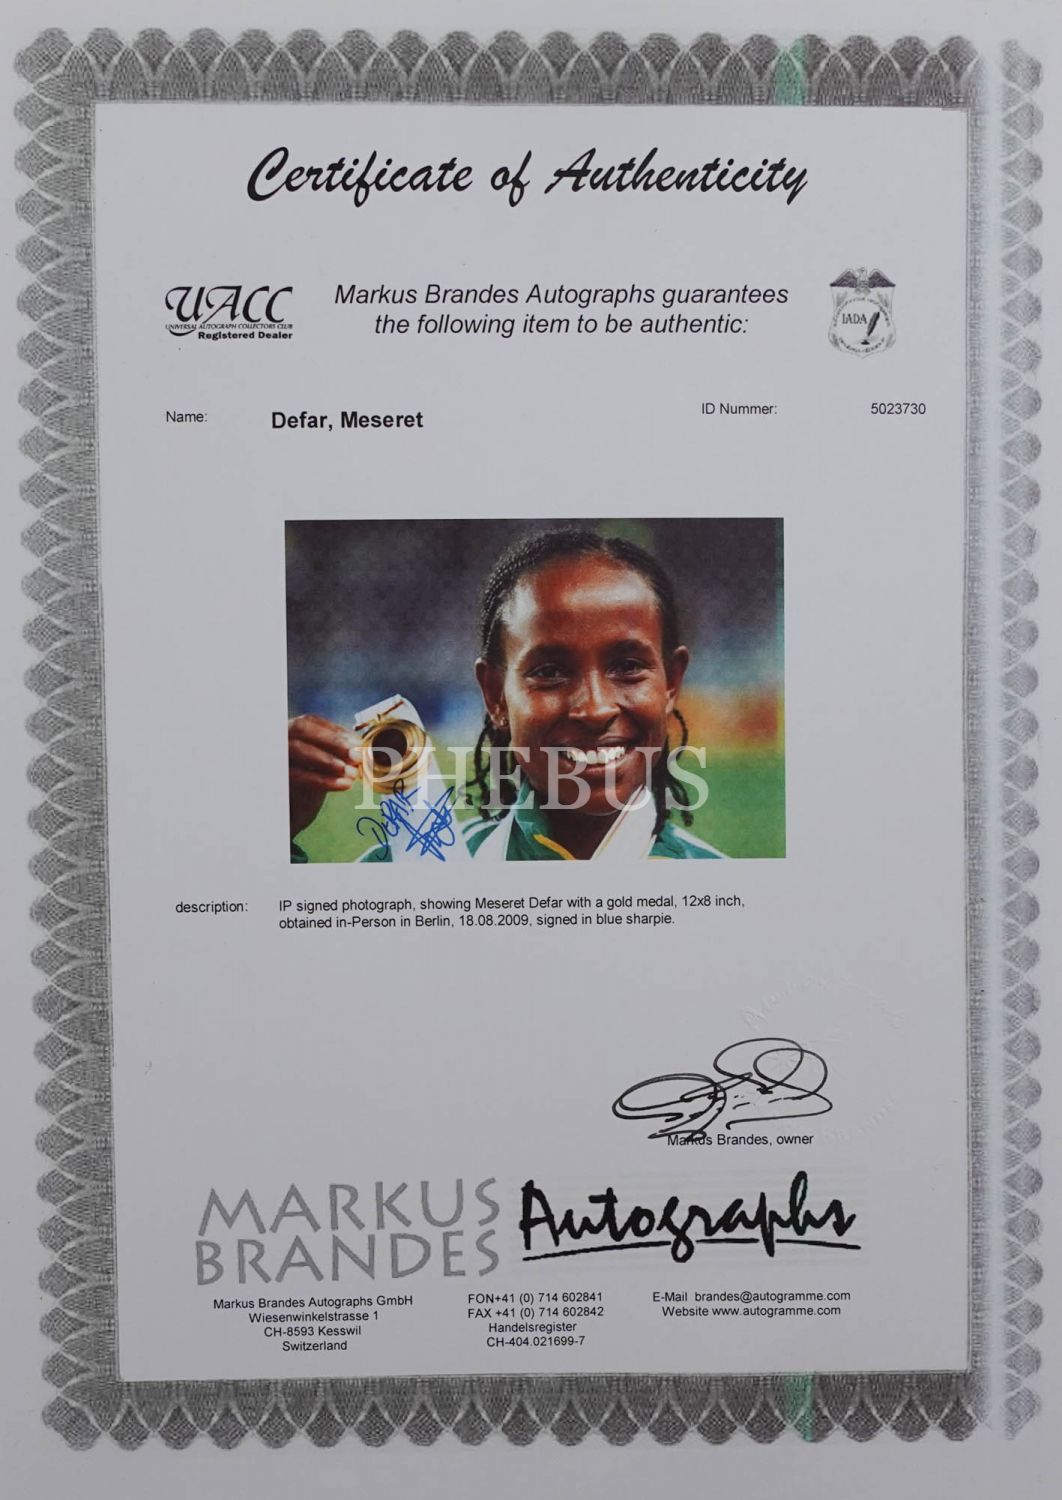 Certificate of Authenticity
UACC
UNIVERSAL AUTOGRAPH COLLECTORS CLUB
Registered Dealer
Markus Brandes Autographs guarantees
the following item to be authentic:
IADA
Name: Defar, Meseret
ID Nummer: 5023730
PHEBUS
DEFAR
description: IP signed photograph, showing Meseret Defar with a gold medal, 12x8 inch,
obtained in-Person in Berlin, 18.08.2009, signed in blue sharpie.
Markus Brandes, owner
MARKUS
BRANDES
Autographs
Markus Brandes Autographs GmbH
Wiesenwinkelstrasse 1
CH-8593 Kesswil
Switzerland
FON+41 (0) 714 602841
FAX +41 (0) 714 602842
Handelsregister
CH-404.021699-7
E-Mail brandes@autogramme.com
Website www.autogramme.com